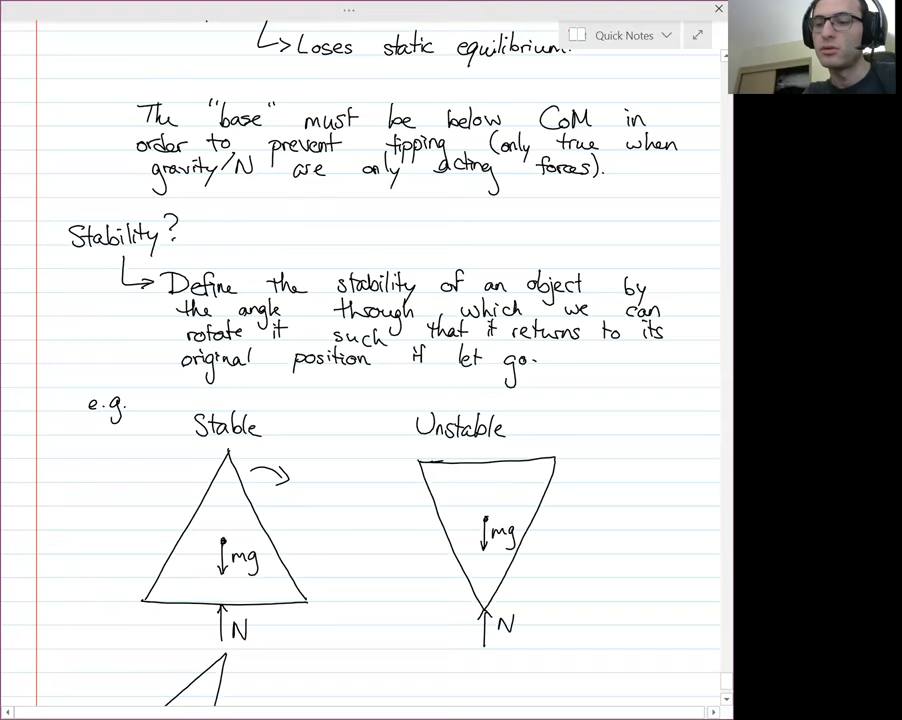 Loses static equilibrium.
Quick Notes
The "base" must be below CoM in
order to prevent tipping (only true when
gravity/N are only acting forces).
Stability?
Define the stability of an object by
the angle through which we can
rotate it such that it returns to its
original position if let go.
e.g.
Stable Unstable
mg mg
N N